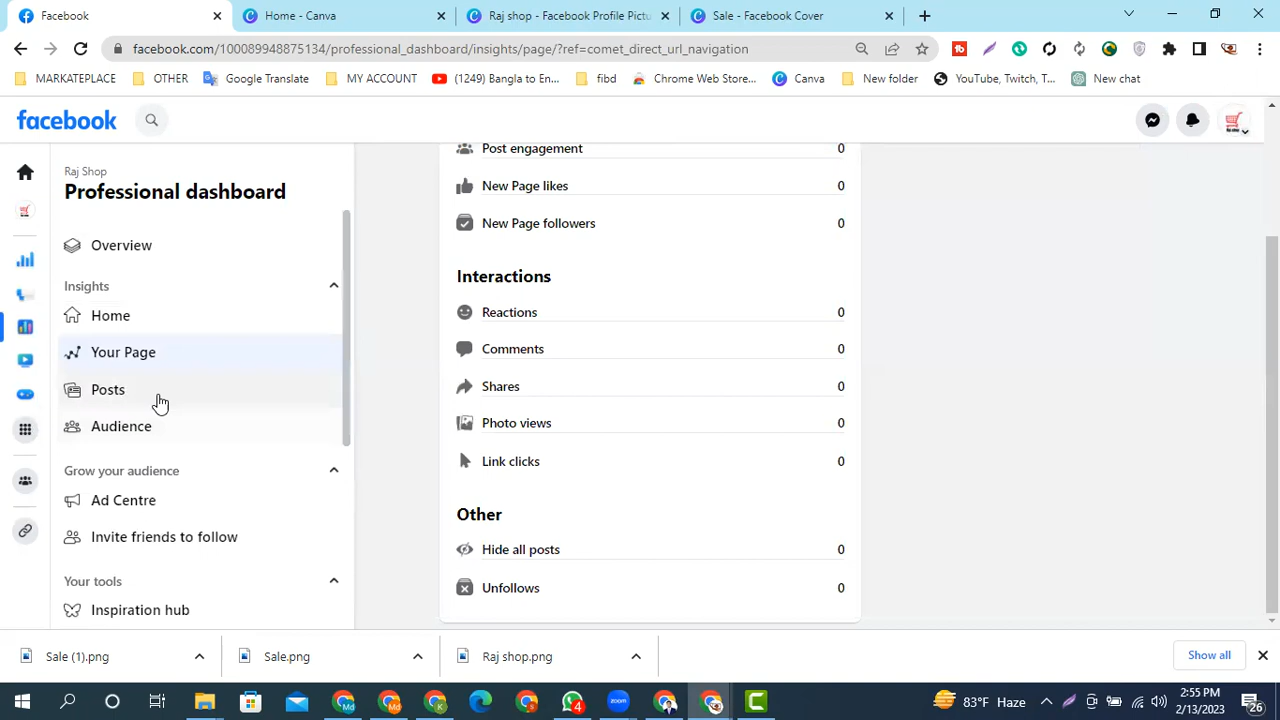 Facebook
Home - Canva
Raj shop - Facebook Profile Pictu
Sale - Facebook Cover
facebook.com/100089948875134/professional_dashboard/insights/page/?ref=comet_direct_url_navigation
MARKATEPLACE
OTHER
Google Translate
MY ACCOUNT
(1249) Bangla to En...
fibd
Chrome Web Store...
Canva
New folder
YouTube, Twitch, T...
New chat
facebook
Raj Shop
Professional dashboard
Overview
Insights
Home
Your Page
Posts
Audience
Grow your audience
Ad Centre
Invite friends to follow
Your tools
Inspiration hub
Post engagement 0
New Page likes 0
New Page followers 0
Interactions
Reactions 0
Comments 0
Shares 0
Photo views 0
Link clicks 0
Other
Hide all posts 0
Unfollows 0
Sale (1).png
Sale.png
Raj shop.png
Show all
83°F Haze
2:55 PM
2/13/2023
26